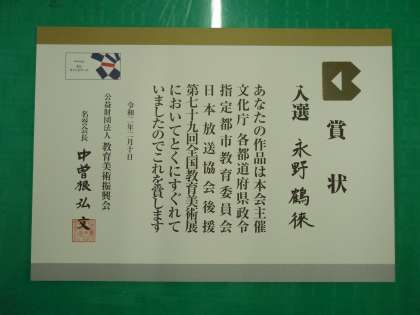 賞状
入選 永野鶴徠
あなたの作品は本会主催
文化庁 各都道府県政令
指定都市教育委員会
日本放送協会後援
第七十九回全国教育美術展
においてとくにすぐれて
いましたのでこれを賞します
令和二年二月十日
公益財団法人 教育美術振興会
名誉会長 中曽根弘文